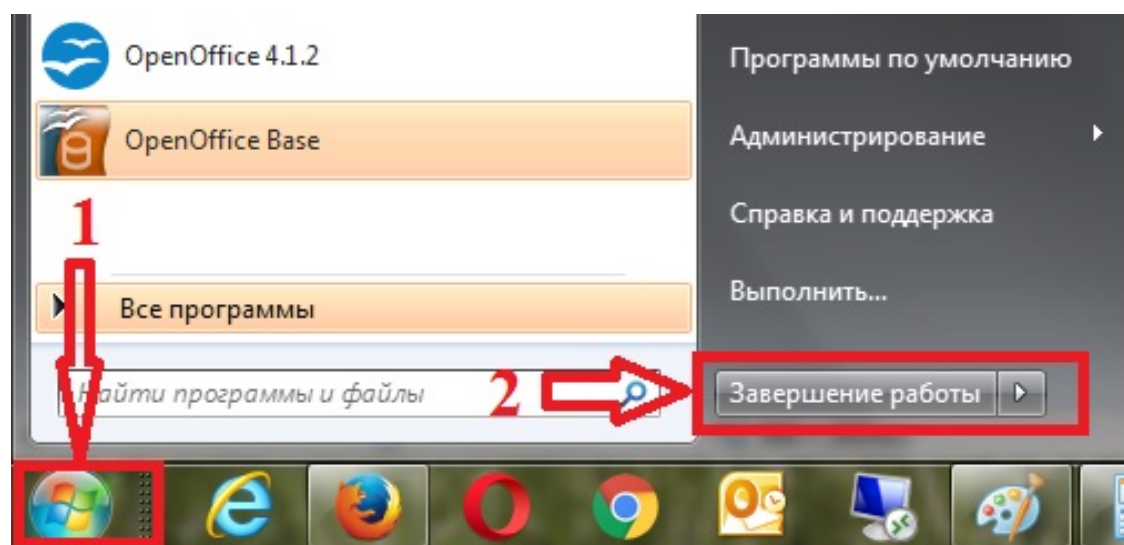 OpenOffice 4.1.2
OpenOffice Base
1
Все программы
Найти программы и файлы
2
Программы по умолчанию
Администрирование
Справка и поддержка
Выполнить...
Завершение работы